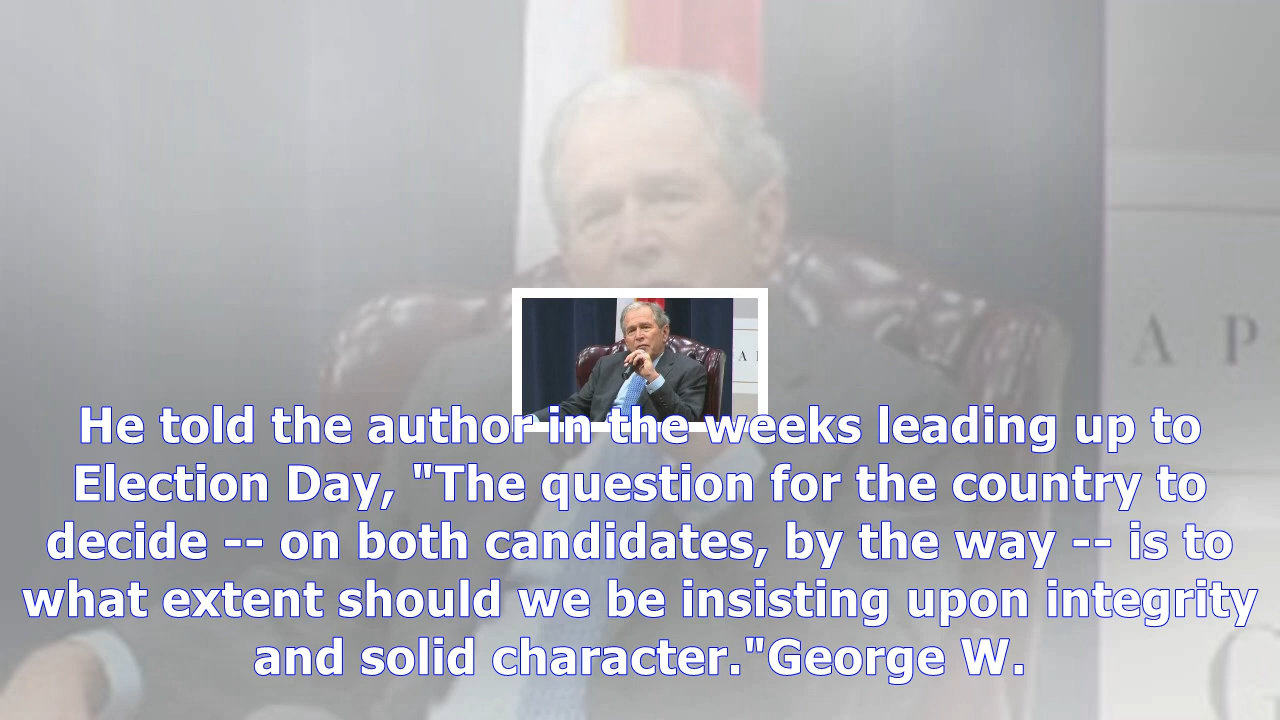 A P
A
He told the author in the weeks leading up to
Election Day, "The question for the country to
decide -- on both candidates, by the way -- is to
what extent should we be insisting upon integrity
and solid character."George W.